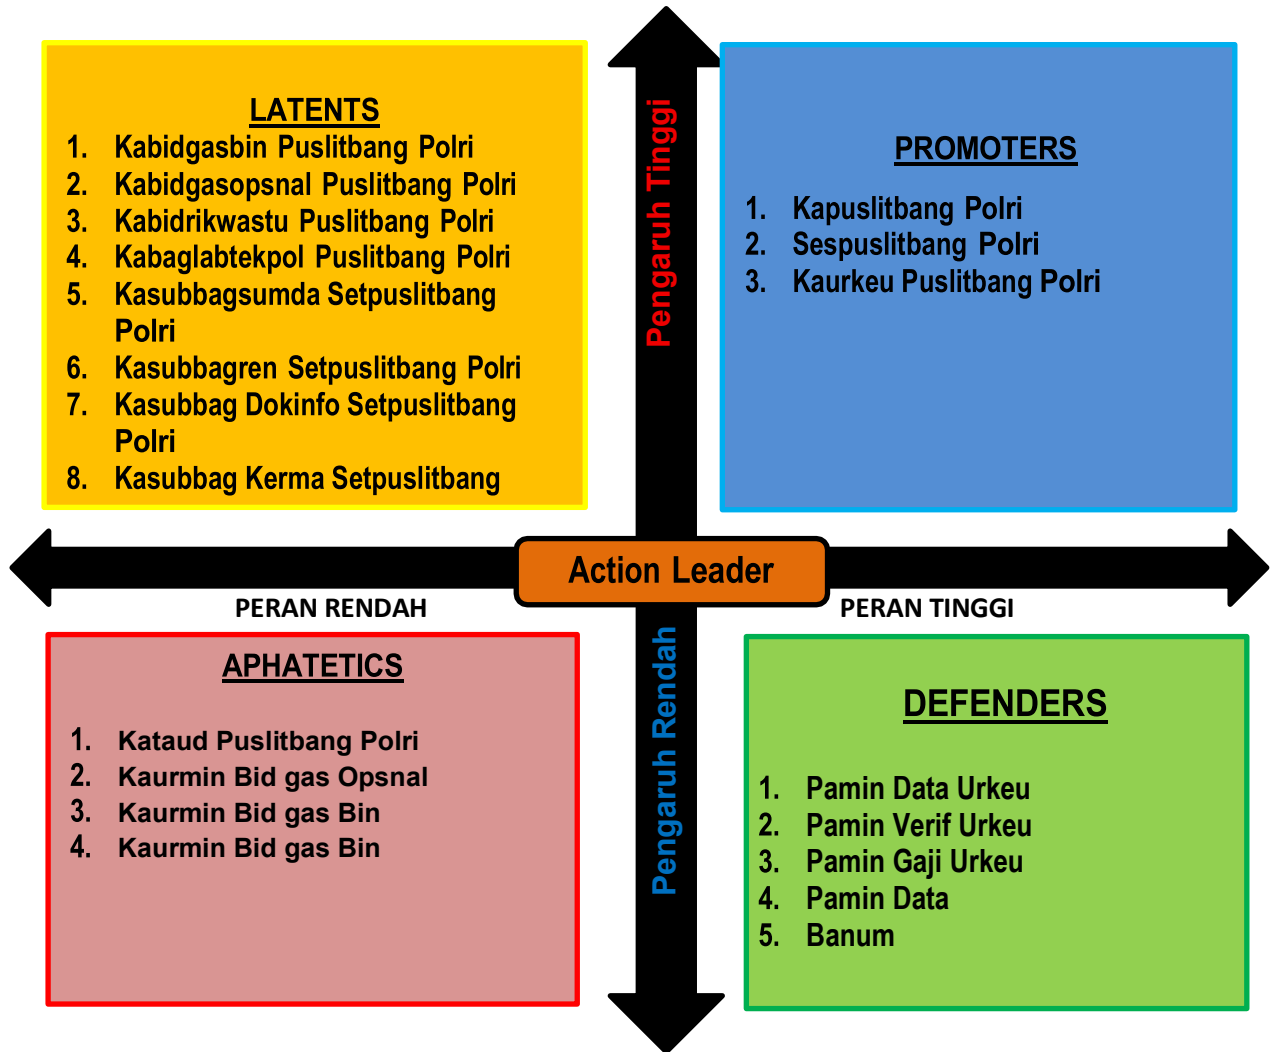 LATENTS
1. Kabidgasbin Puslitbang Polri
2. Kabidgasopsnal Puslitbang Polri
3. Kabidrikwastu Puslitbang Polri
4. Kabaglabtekpol Puslitbang Polri
5. Kasubbagsumda Setpuslitbang
Polri
6. Kasubbagren Setpuslitbang Polri
7. Kasubbag Dokinfo Setpuslitbang
Polri
8. Kasubbag Kerma Setpuslitbang
Pengaruh Tinggi
PROMOTERS
1. Kapuslitbang Polri
2. Sespuslitbang Polri
3. Kaurkeu Puslitbang Polri
Action Leader
PERAN RENDAH
PERAN TINGGI
APHATETICS
1. Kataud Puslitbang Polri
2. Kaurmin Bid gas Opsnal
3. Kaurmin Bid gas Bin
4. Kaurmin Bid gas Bin
Pengaruh Rendah
DEFENDERS
1. Pamin Data Urkeu
2. Pamin Verif Urkeu
3. Pamin Gaji Urkeu
4. Pamin Data
5. Banum